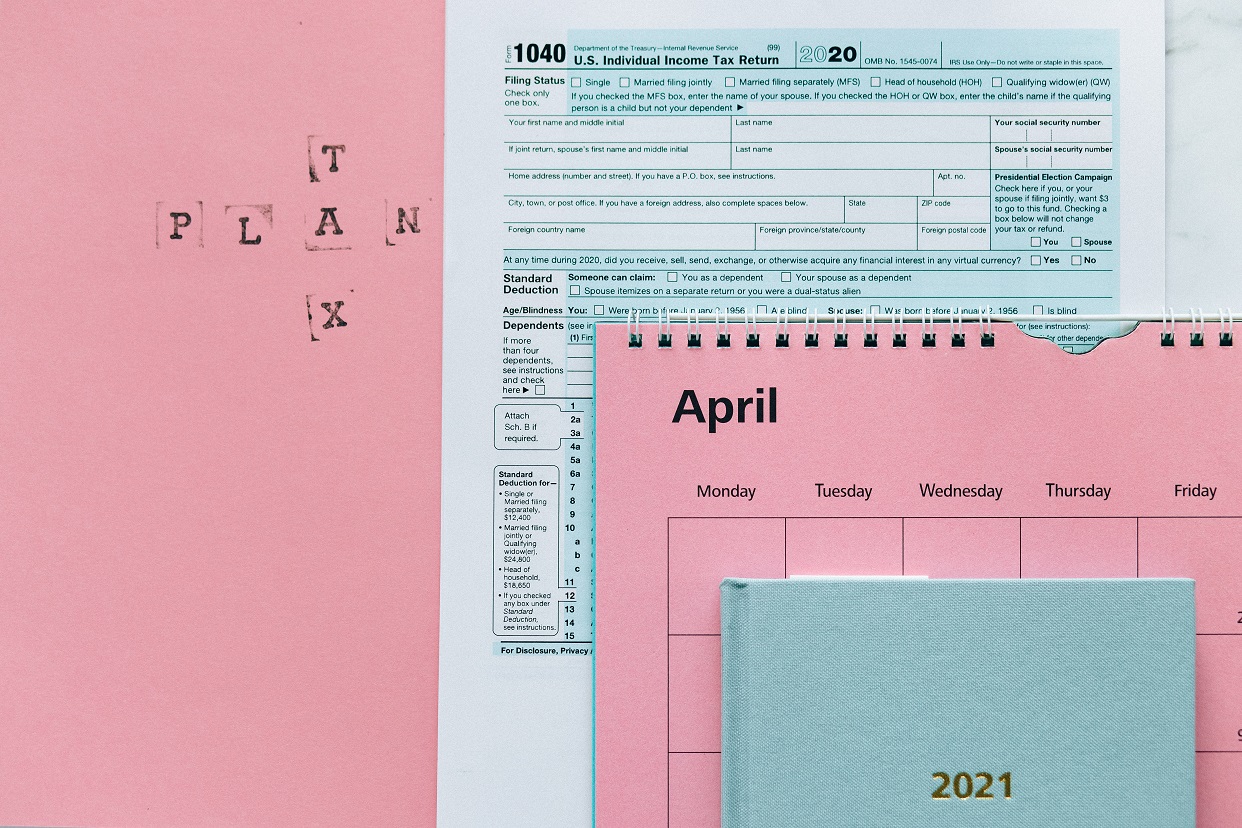 T
P L A N
X
Form 1040 Department of the Treasury—Internal Revenue Service (99)
U.S. Individual Income Tax Return 2020 OMB No. 1545-0074 IRS Use Only—Do not write or staple in this space.
Filing Status
Check only
one box.
Single Married filing jointly Married filing separately (MFS) Head of household (HOH) Qualifying widow(er) (QW)
If you checked the MFS box, enter the name of your spouse. If you checked the HOH or QW box, enter the child's name if the qualifying
person is a child but not your dependent ▶
Your first name and middle initial Last name Your social security number
If joint return, spouse's first name and middle initial Last name Spouse's social security number
Home address (number and street). If you have a P.O. box, see instructions. Apt. no.
City, town, or post office. If you have a foreign address, also complete spaces below. State ZIP code
Foreign country name Foreign province/state/county Foreign postal code
Presidential Election Campaign
Check here if you, or your
spouse if filing jointly, want $3
to go to this fund. Checking a
box below will not change
your tax or refund.
You Spouse
At any time during 2020, did you receive, sell, send, exchange, or otherwise acquire any financial interest in any virtual currency? Yes No
Standard
Deduction
Someone can claim: You as a dependent Your spouse as a dependent
Spouse itemizes on a separate return or you were a dual-status alien
Age/Blindness You: Were born before January 2, 1956 Are blind Spouse: Was born before January 2, 1956 Is blind
Dependents (see in for (see instructions):
If more
than four
dependents,
see instructions
and check
here ▶
(1) Fir for other depende
Attach
Sch. B if
required.
1
2a
3a
4a
5a
6a
7
8
9
10
a
b
c
11
12
13
14
15
Standard
Deduction for—
• Single or
Married filing
separately,
$12,400
• Married filing
jointly or
Qualifying
widow(er),
$24,800
• Head of
household,
$18,650
• If you checked
any box under
Standard
Deduction,
see instructions.
For Disclosure, Privacy
April
Monday Tuesday Wednesday Thursday Friday
2021